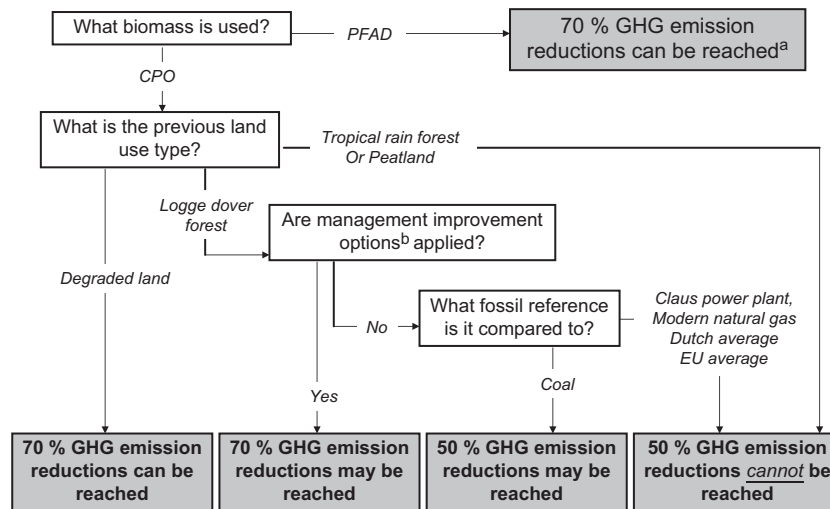 What biomass is used?
PFAD
70 % GHG emission
reductions can be reachedᵃ
CPO
What is the previous land
use type?
Tropical rain forest
Or Peatland
Logge dover
forest
Are management improvement
optionsᵇ applied?
Degraded land
What fossil reference
is it compared to?
Claus power plant,
Modern natural gas
Dutch average
EU average
No
Yes
Coal
70 % GHG emission
reductions can be
reached
70 % GHG emission
reductions may be
reached
50 % GHG emission
reductions may be
reached
50 % GHG emission
reductions cannot be
reached